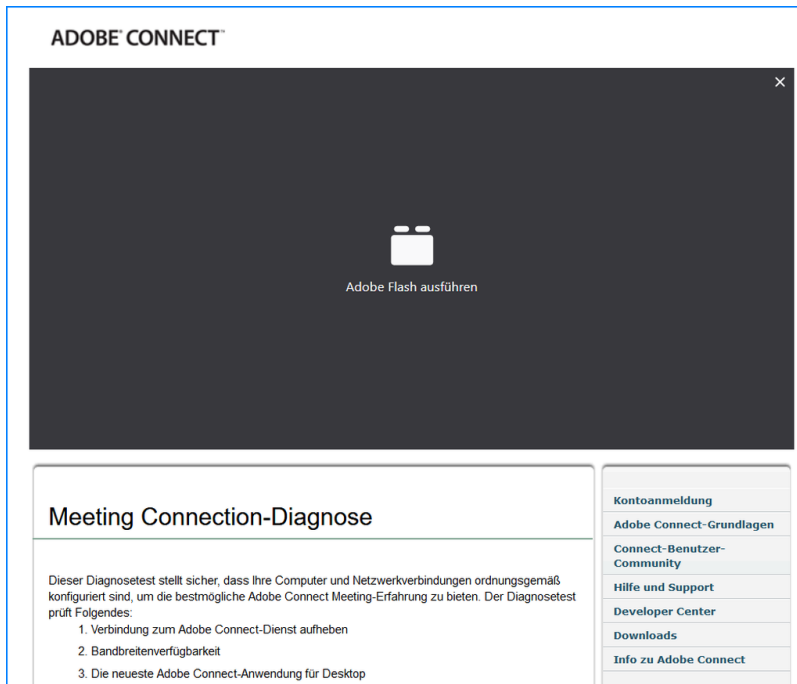 ADOBE® CONNECT™
Adobe Flash ausführen
Meeting Connection-Diagnose
Dieser Diagnosetest stellt sicher, dass Ihre Computer und Netzwerkverbindungen ordnungsgemäß
konfiguriert sind, um die bestmögliche Adobe Connect Meeting-Erfahrung zu bieten. Der Diagnosetest
prüft Folgendes:
1. Verbindung zum Adobe Connect-Dienst aufheben
2. Bandbreitenverfügbarkeit
3. Die neueste Adobe Connect-Anwendung für Desktop
Kontoanmeldung
Adobe Connect-Grundlagen
Connect-Benutzer-
Community
Hilfe und Support
Developer Center
Downloads
Info zu Adobe Connect